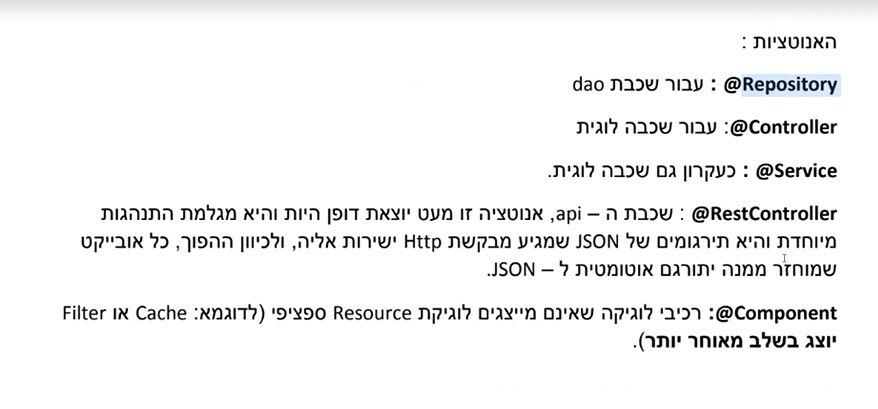 האנוטציות :
@Repository : עבור שכבת dao
@Controller: עבור שכבה לוגית
@Service : כעקרון גם שכבה לוגית.
@RestController : שכבת ה – api, אנוטציה זו מעט יוצאת דופן היות והיא מגלמת התנהגות
מיוחדת והיא תירגומים של JSON שמגיע מבקשת Http ישירות אליה, ולכיוון ההפוך, כל אובייקט
שמוחזר ממנה יתורגם אוטומטית ל – JSON.
@Component: רכיבי לוגיקה שאינם מייצגים לוגיקת Resource ספציפי (לדוגמא: Cache או Filter
יוצג בשלב מאוחר יותר).